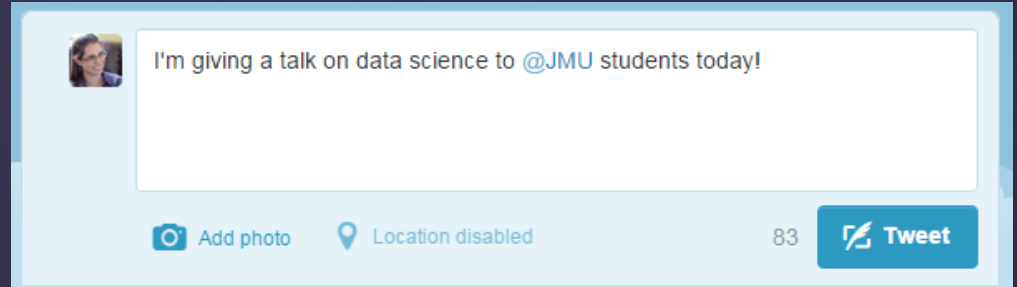 I'm giving a talk on data science to @JMU students today!
Add photo Location disabled 83 Tweet